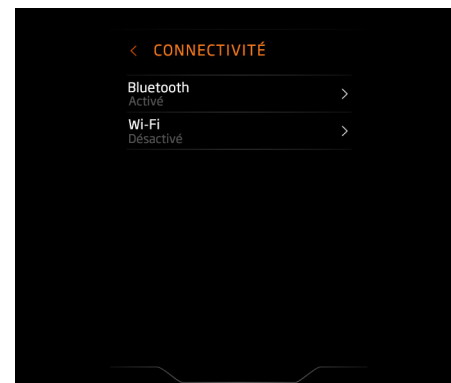 CONNECTIVITÉ
Bluetooth
Activé
Wi-Fi
Désactivé